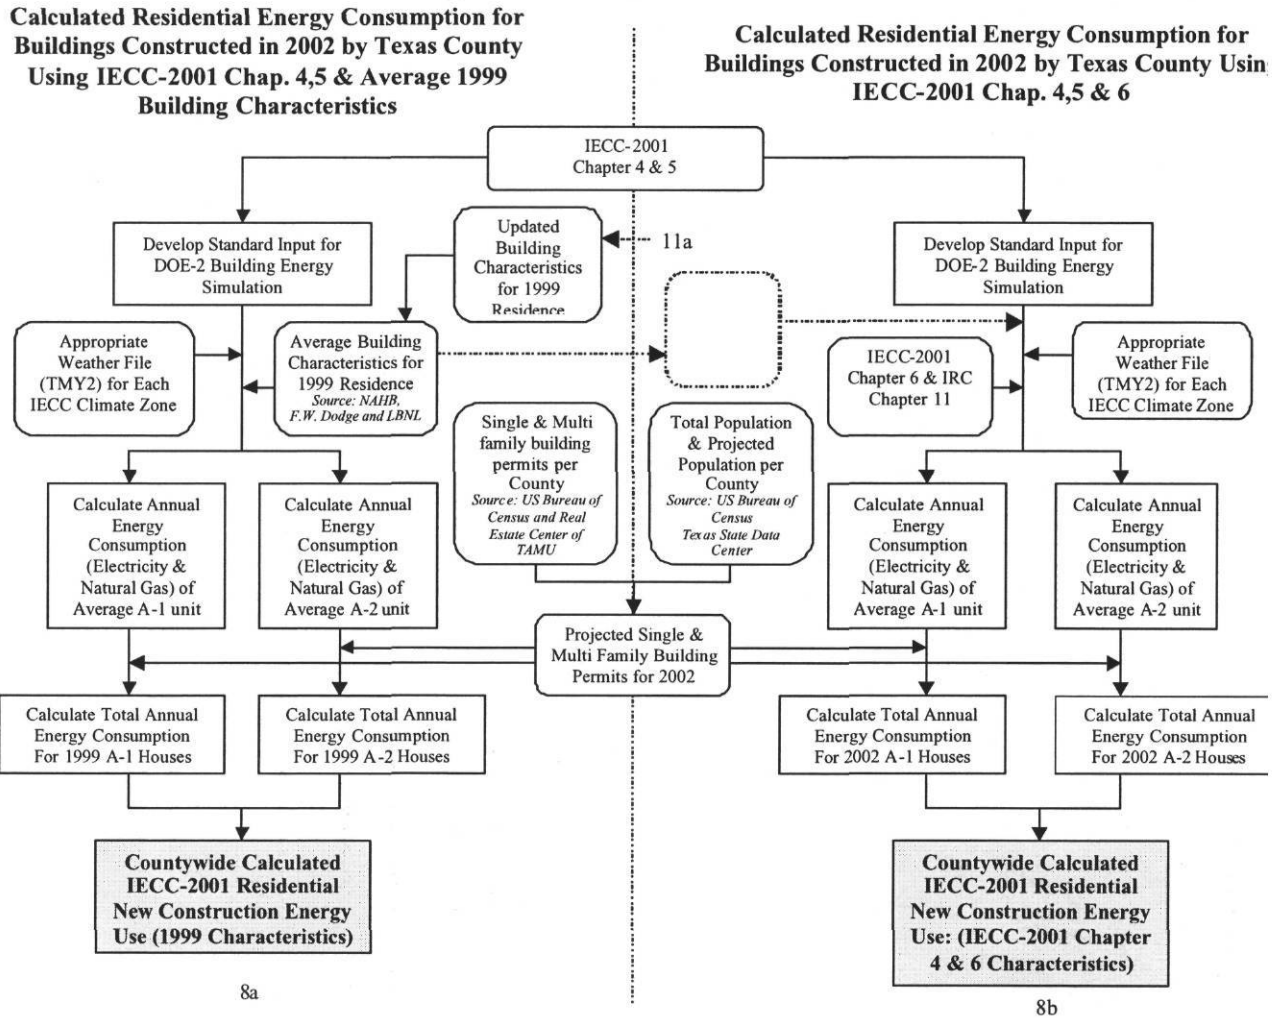 Calculated Residential Energy Consumption for
Buildings Constructed in 2002 by Texas County
Using IECC-2001 Chap. 4,5 & Average 1999
Building Characteristics
Calculated Residential Energy Consumption for
Buildings Constructed in 2002 by Texas County Usin
IECC-2001 Chap. 4,5 & 6
IECC-2001
Chapter 4 & 5
Develop Standard Input for
DOE-2 Building Energy
Simulation
Updated
Building
Characteristics
for 1999
Residence
11a
Develop Standard Input for
DOE-2 Building Energy
Simulation
Appropriate
Weather File
(TMY2) for Each
IECC Climate Zone
Average Building
Characteristics for
1999 Residence
Source: NAHB,
F.W. Dodge and LBNL
IECC-2001
Chapter 6 & IRC
Chapter 11
Appropriate
Weather File
(TMY2) for Each
IECC Climate Zone
Single & Multi
family building
permits per
County
Source: US Bureau of
Census and Real
Estate Center of
TAMU
Total Population
& Projected
Population per
County
Source: US Bureau of
Census
Texas State Data
Center
Calculate Annual
Energy
Consumption
(Electricity &
Natural Gas) of
Average A-1 unit
Calculate Annual
Energy
Consumption
(Electricity &
Natural Gas) of
Average A-2 unit
Calculate Annual
Energy
Consumption
(Electricity &
Natural Gas) of
Average A-1 unit
Calculate Annual
Energy
Consumption
(Electricity &
Natural Gas) of
Average A-2 unit
Projected Single &
Multi Family Building
Permits for 2002
Calculate Total Annual
Energy Consumption
For 1999 A-1 Houses
Calculate Total Annual
Energy Consumption
For 1999 A-2 Houses
Calculate Total Annual
Energy Consumption
For 2002 A-1 Houses
Calculate Total Annual
Energy Consumption
For 2002 A-2 Houses
Countywide Calculated
IECC-2001 Residential
New Construction Energy
Use (1999 Characteristics)
Countywide Calculated
IECC-2001 Residential
New Construction Energy
Use: (IECC-2001 Chapter
4 & 6 Characteristics)
8a
8b